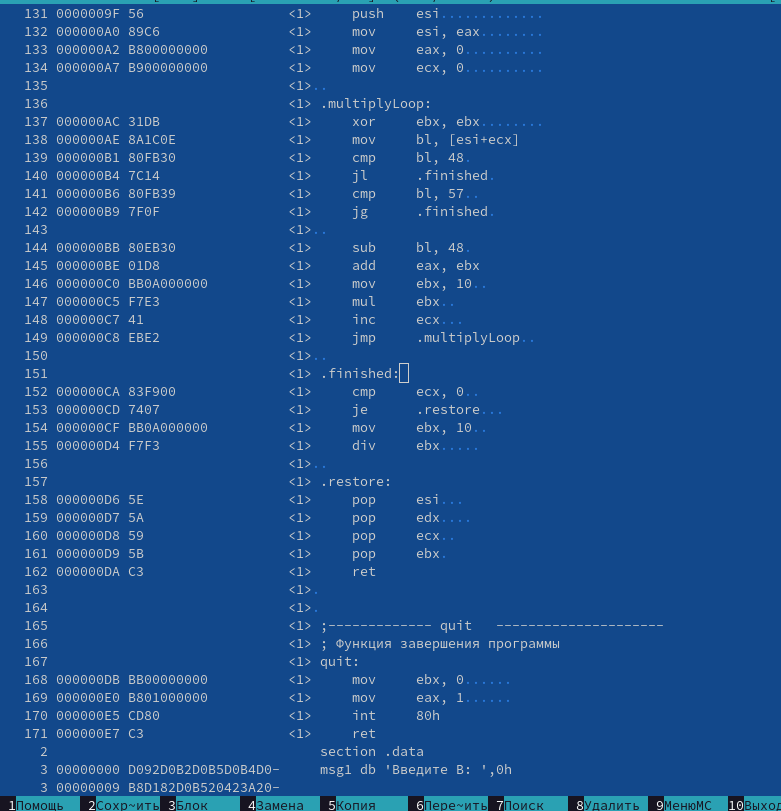 131 0000009F 56 <1> push esi.............
132 000000A0 89C6 <1> mov esi, eax........
133 000000A2 B800000000 <1> mov eax, 0..........
134 000000A7 B900000000 <1> mov ecx, 0..........
135 <1>..
136 <1> .multiplyLoop:
137 000000AC 31DB <1> xor ebx, ebx........
138 000000AE 8A1C0E <1> mov bl, [esi+ecx]
139 000000B1 80FB30 <1> cmp bl, 48.
140 000000B4 7C14 <1> jl .finished.
141 000000B6 80FB39 <1> cmp bl, 57..
142 000000B9 7F0F <1> jg .finished.
143 <1>..
144 000000BB 80EB30 <1> sub bl, 48.
145 000000BE 01D8 <1> add eax, ebx
146 000000C0 BB0A000000 <1> mov ebx, 10..
147 000000C5 F7E3 <1> mul ebx..
148 000000C7 41 <1> inc ecx...
149 000000C8 EBE2 <1> jmp .multiplyLoop..
150 <1>..
151 <1> .finished:
152 000000CA 83F900 <1> cmp ecx, 0..
153 000000CD 7407 <1> je .restore...
154 000000CF BB0A000000 <1> mov ebx, 10..
155 000000D4 F7F3 <1> div ebx.....
156 <1>..
157 <1> .restore:
158 000000D6 5E <1> pop esi...
159 000000D7 5A <1> pop edx....
160 000000D8 59 <1> pop ecx..
161 000000D9 5B <1> pop ebx.
162 000000DA C3 <1> ret
163 <1>.
164 <1>.
165 <1> ;------------- quit ---------------------
166 <1> ; Функция завершения программы
167 <1> quit:
168 000000DB BB00000000 <1> mov ebx, 0......
169 000000E0 B801000000 <1> mov eax, 1......
170 000000E5 CD80 <1> int 80h
171 000000E7 C3 <1> ret
2 section .data
3 00000000 D092D0B2D0B5D0B4D0- msg1 db 'Введите B: ',0h
3 00000009 B8D182D0B520423A20-
1Помощь 2Сохр~ить 3Блок 4Замена 5Копия 6Пере~ить 7Поиск 8Удалить 9МенюMC 10Выход